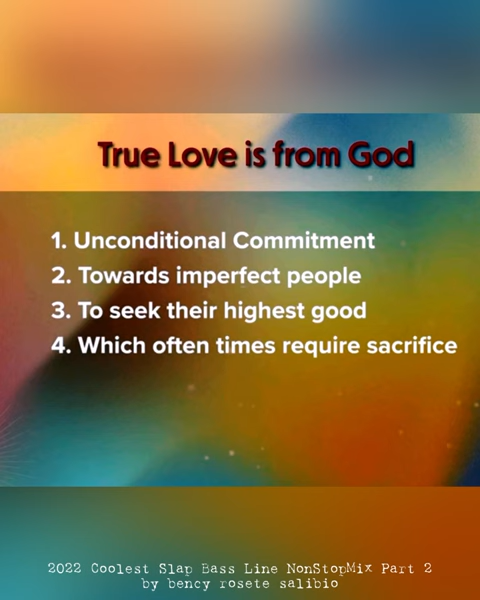 True Love is from God
1. Unconditional Commitment
2. Towards imperfect people
3. To seek their highest good
4. Which often times require sacrifice
2022 Coolest Slap Bass Line NonStopMix Part 2
by bency rosete salibio